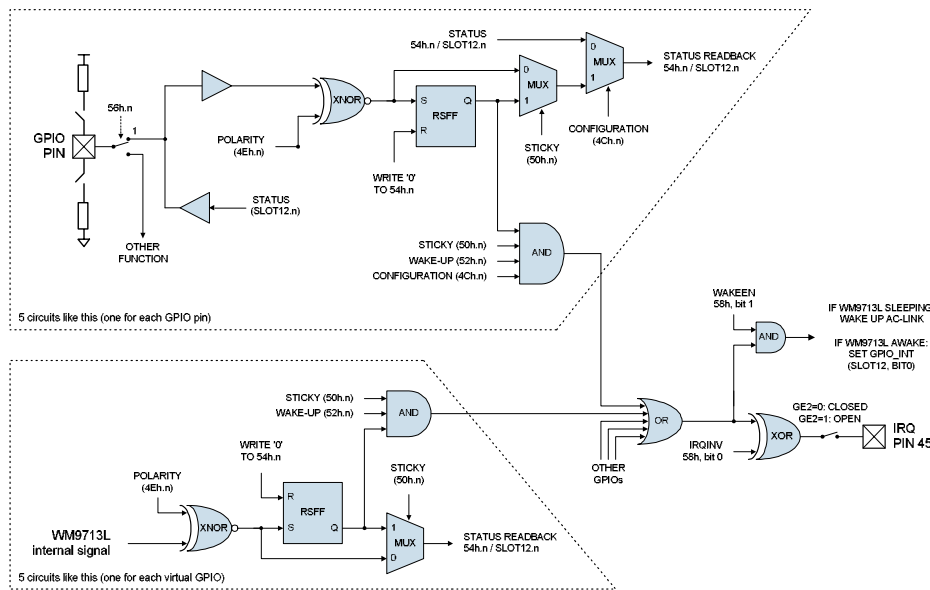 STATUS
54h.n / SLOT12.n
0
MUX
1
STATUS READBACK
54h.n / SLOT12.n
0
MUX
1
CONFIGURATION
(4Ch.n)
STICKY
(50h.n)
XNOR
S
Q
RSFF
R
POLARITY
(4Eh.n)
WRITE '0'
TO 54h.n
56h.n
1
GPIO
PIN
STATUS
(SLOT12.n)
OTHER
FUNCTION
STICKY (50h.n)
WAKE-UP (52h.n)
CONFIGURATION (4Ch.n)
AND
5 circuits like this (one for each GPIO pin)
WAKEEN
58h, bit 1
AND
IF WM9713L SLEEPING:
WAKE UP AC-LINK
IF WM9713L AWAKE:
SET GPIO_INT
(SLOT12, BIT0)
STICKY (50h.n)
WAKE-UP (52h.n)
AND
OR
OTHER
GPIOs
IRQINV
58h, bit 0
XOR
GE2=0: CLOSED
GE2=1: OPEN
IRQ
PIN 45
WRITE '0'
TO 54h.n
STICKY
(50h.n)
POLARITY
(4Eh.n)
R
RSFF
S
Q
XNOR
WM9713L
internal signal
1
MUX
0
STATUS READBACK
54h.n / SLOT12.n
5 circuits like this (one for each virtual GPIO)